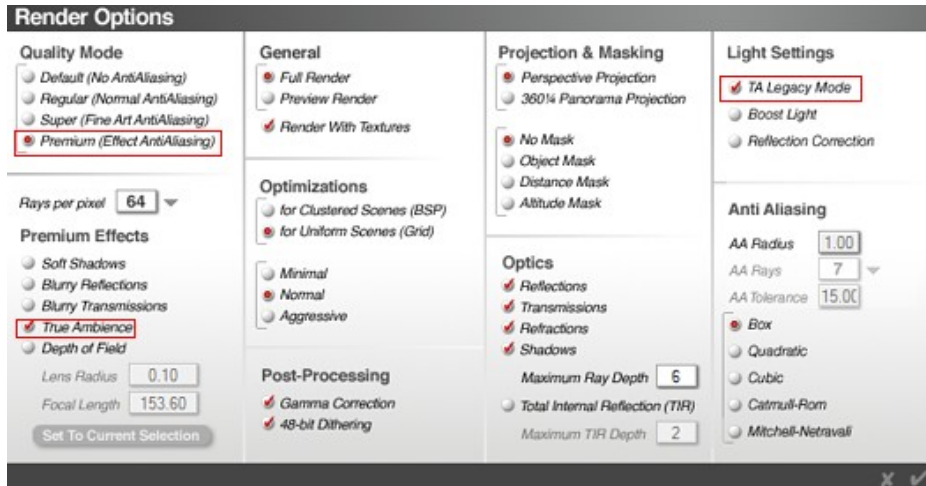 Render Options
Quality Mode
Default (No AntiAliasing)
Regular (Normal AntiAliasing)
Super (Fine Art AntiAliasing)
Premium (Effect AntiAliasing)
Rays per pixel 64
Premium Effects
Soft Shadows
Blurry Reflections
Blurry Transmissions
True Ambience
Depth of Field
Lens Radius 0.10
Focal Length 153.60
Set To Current Selection
General
Full Render
Preview Render
Render With Textures
Optimizations
for Clustered Scenes (BSP)
for Uniform Scenes (Grid)
Minimal
Normal
Aggressive
Post-Processing
Gamma Correction
48-bit Dithering
Projection & Masking
Perspective Projection
360¼ Panorama Projection
No Mask
Object Mask
Distance Mask
Altitude Mask
Optics
Reflections
Transmissions
Refractions
Shadows
Maximum Ray Depth 6
Total Internal Reflection (TIR)
Maximum TIR Depth 2
Light Settings
TA Legacy Mode
Boost Light
Reflection Correction
Anti Aliasing
AA Radius 1.00
AA Rays 7
AA Tolerance 15.00
Box
Quadratic
Cubic
Catmull-Rom
Mitchell-Netravali